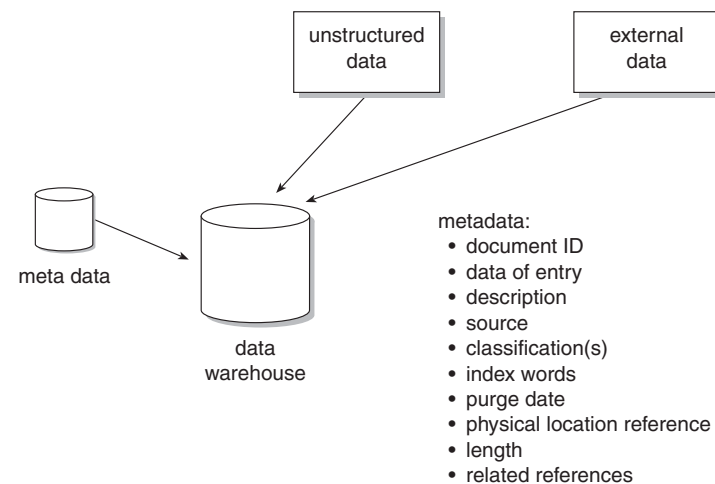 unstructured
data
external
data
meta data
data
warehouse
metadata:
• document ID
• data of entry
• description
• source
• classification(s)
• index words
• purge date
• physical location reference
• length
• related references